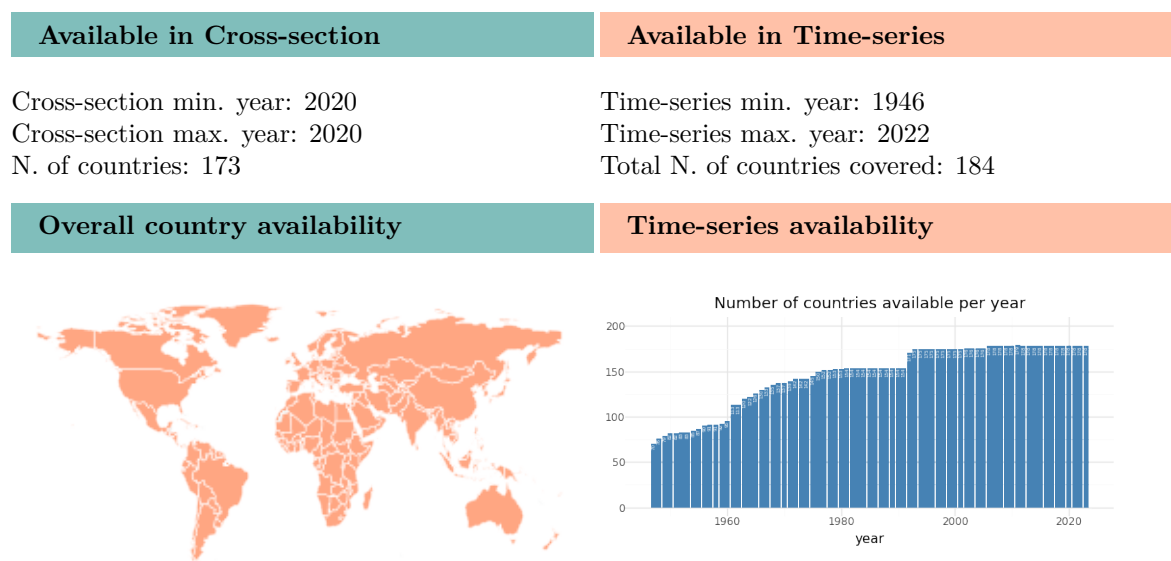 Available in Cross-section
Available in Time-series
Cross-section min. year: 2020
Cross-section max. year: 2020
N. of countries: 173
Time-series min. year: 1946
Time-series max. year: 2022
Total N. of countries covered: 184
Overall country availability
Time-series availability
Number of countries available per year
200
150
100
50
0
1960 1980 2000 2020
year